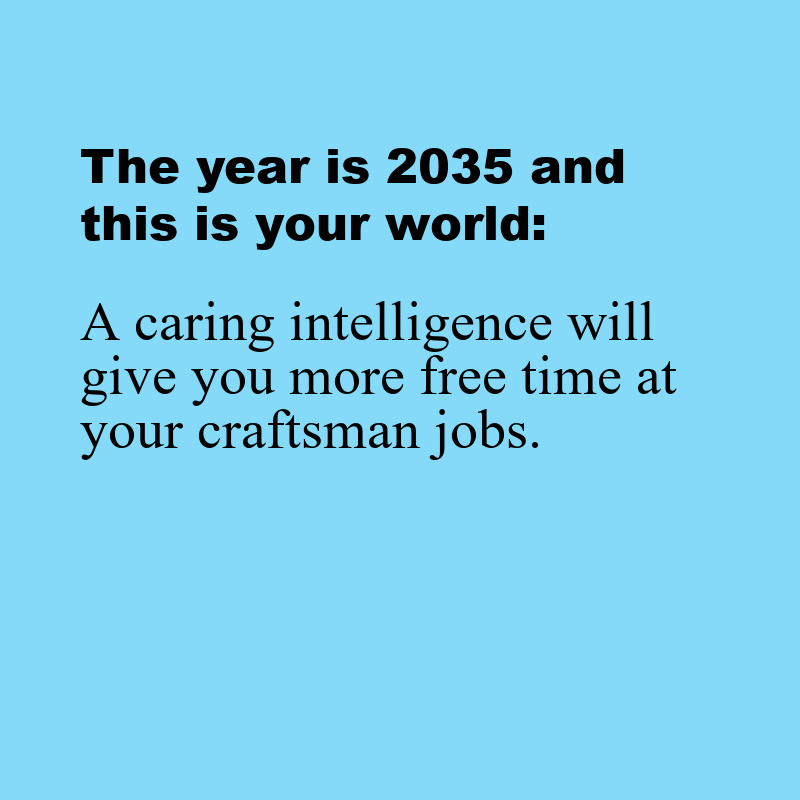 The year is 2035 and
this is your world:
A caring intelligence will
give you more free time at
your craftsman jobs.